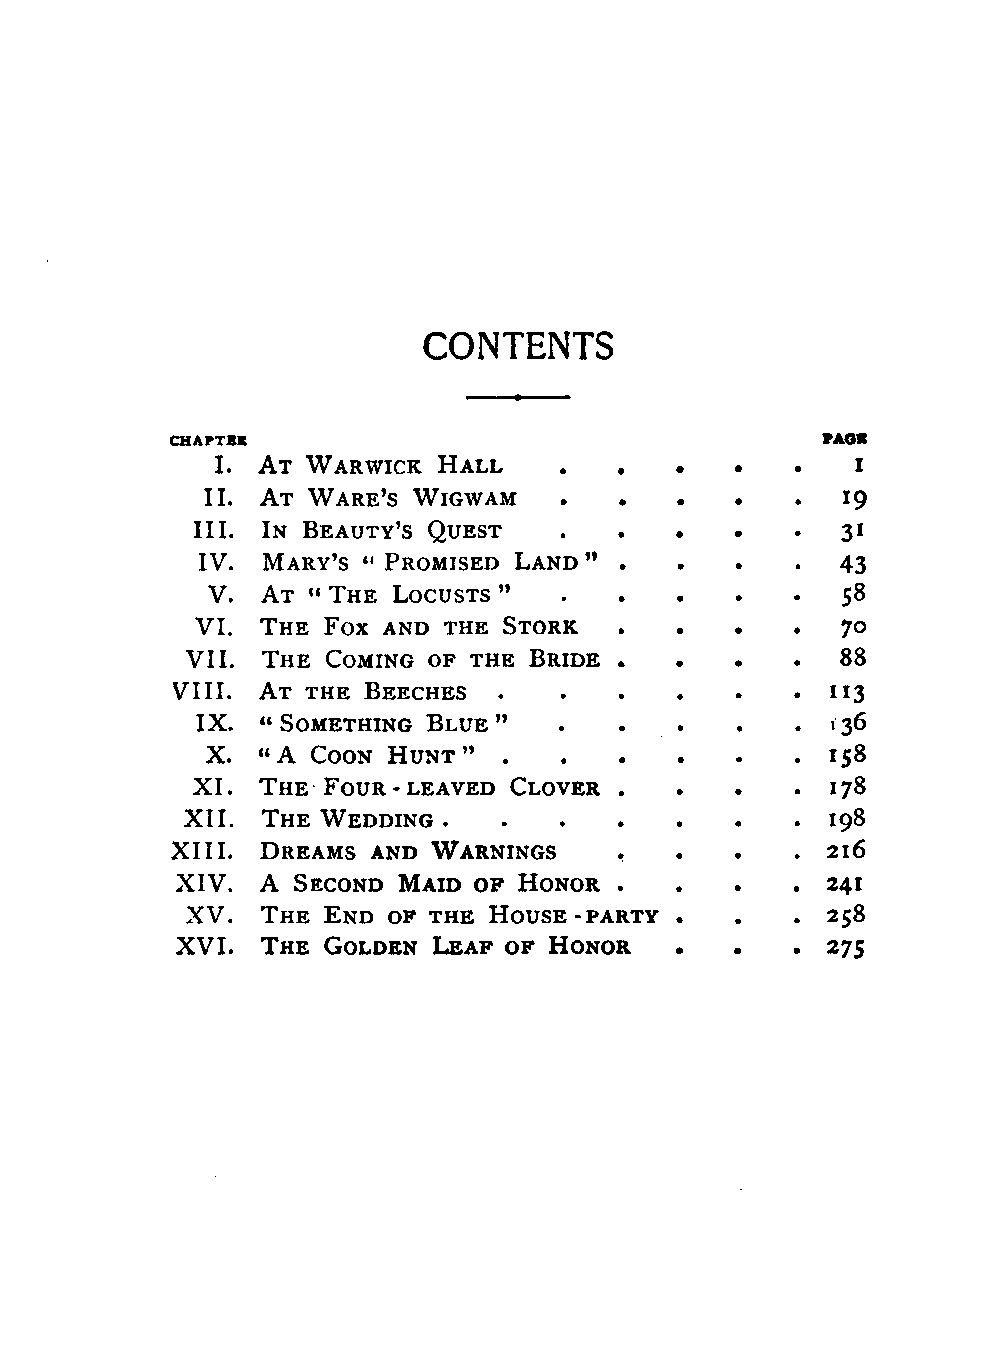 CONTENTS
CHAPTER PAGE
I. At Warwick Hall . . . . . 1
II. At Ware's Wigwam . . . . . 19
III. In Beauty's Quest . . . . . 31
IV. Mary's "Promised Land" . . . . 43
V. At "The Locusts" . . . . . 58
VI. The Fox and the Stork . . . . 70
VII. The Coming of the Bride . . . . 88
VIII. At the Beeches . . . . . . 113
IX. "Something Blue" . . . . . 136
X. "A Coon Hunt" . . . . . . 158
XI. The Four-leaved Clover . . . . 178
XII. The Wedding . . . . . . . 198
XIII. Dreams and Warnings . . . . 216
XIV. A Second Maid of Honor . . . . 241
XV. The End of the House-party . . . 258
XVI. The Golden Leaf of Honor . . . 275